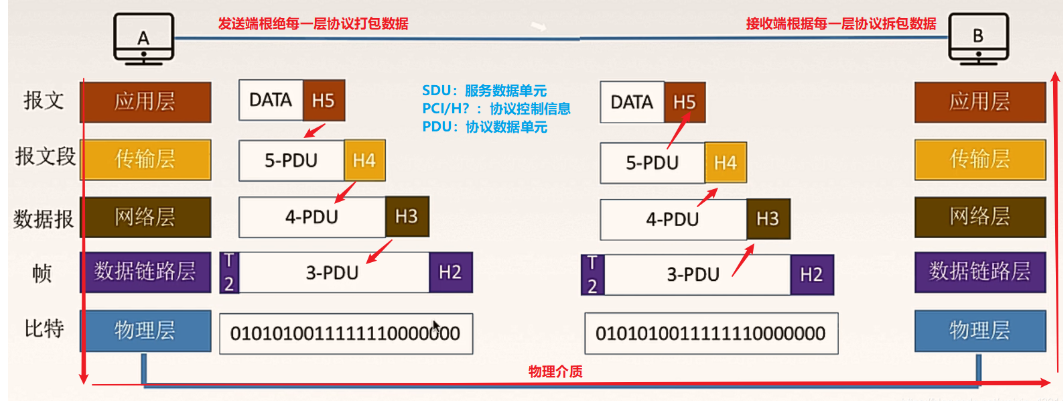 发送端根绝每一层协议打包数据
接收端根据每一层协议拆包数据
A
B
SDU：服务数据单元
PCI/H？：协议控制信息
PDU：协议数据单元
报文 应用层 DATA H5 DATA H5 应用层
报文段 传输层 5-PDU H4 5-PDU H4 传输层
数据报 网络层 4-PDU H3 4-PDU H3 网络层
帧 数据链路层 T2 3-PDU H2 T2 3-PDU H2 数据链路层
比特 物理层 01010100111111110000000 01010100111111110000000 物理层
物理介质